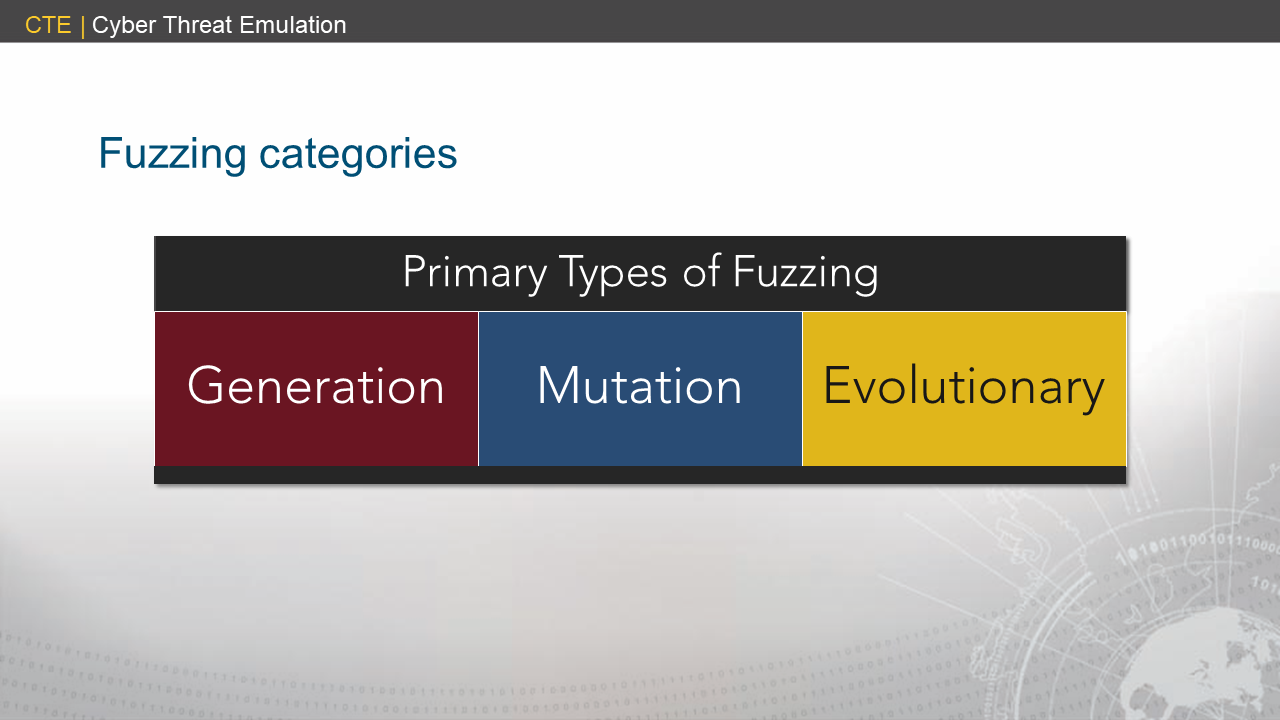 CTE | Cyber Threat Emulation
Fuzzing categories
Primary Types of Fuzzing
Generation
Mutation
Evolutionary